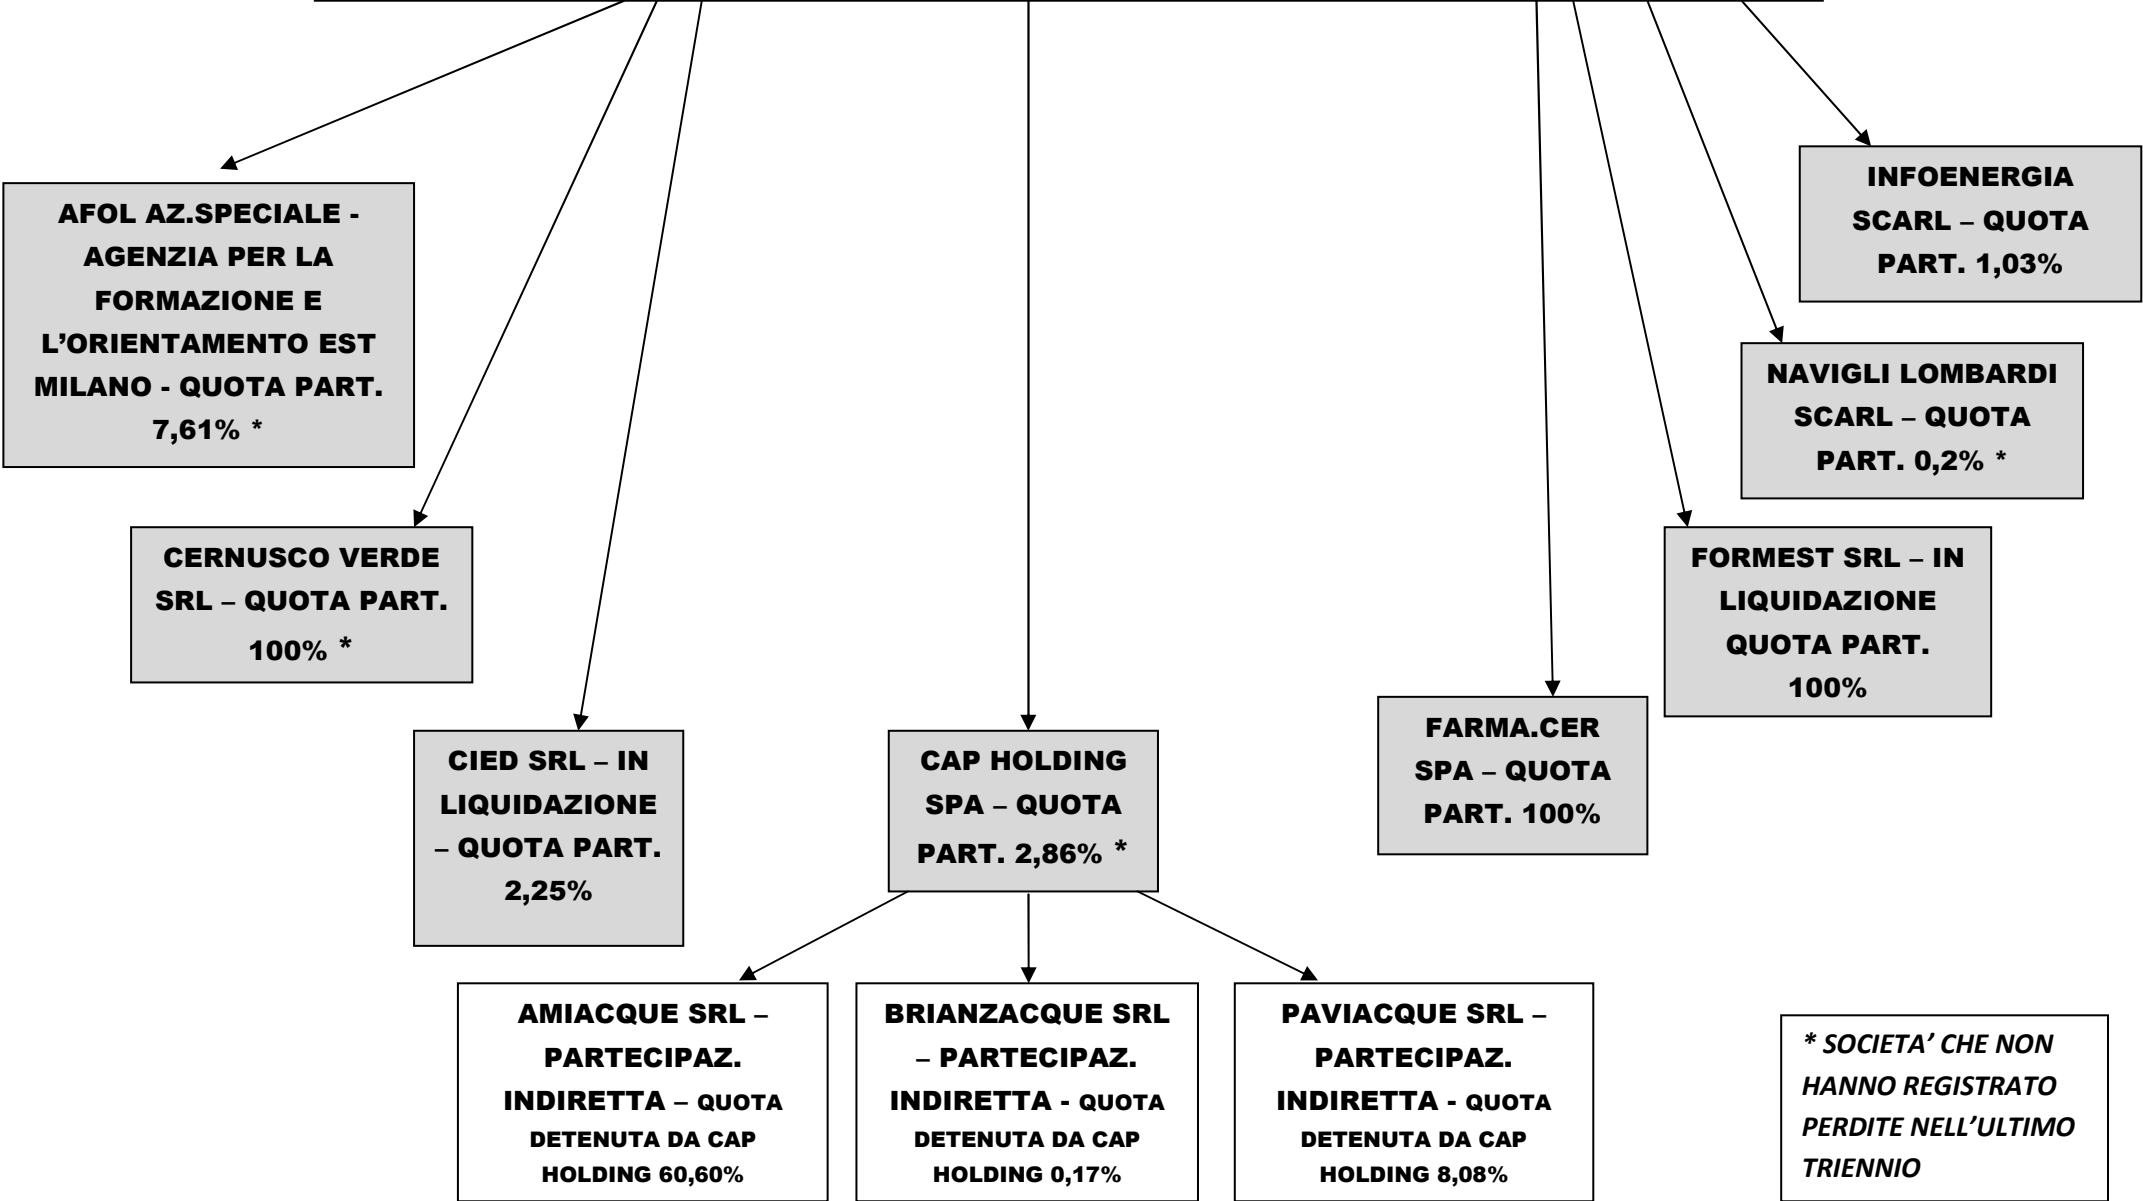 AFOL AZ.SPECIALE -
AGENZIA PER LA
FORMAZIONE E
L’ORIENTAMENTO EST
MILANO - QUOTA PART.
7,61% *
INFOENERGIA
SCARL – QUOTA
PART. 1,03%
NAVIGLI LOMBARDI
SCARL – QUOTA
PART. 0,2% *
CERNUSCO VERDE
SRL – QUOTA PART.
100% *
FORMEST SRL – IN
LIQUIDAZIONE
QUOTA PART.
100%
CIED SRL – IN
LIQUIDAZIONE
– QUOTA PART.
2,25%
CAP HOLDING
SPA – QUOTA
PART. 2,86% *
FARMA.CER
SPA – QUOTA
PART. 100%
AMIACQUE SRL –
PARTECIPAZ.
INDIRETTA – QUOTA
DETENUTA DA CAP
HOLDING 60,60%
BRIANZACQUE SRL
– PARTECIPAZ.
INDIRETTA - QUOTA
DETENUTA DA CAP
HOLDING 0,17%
PAVIACQUE SRL –
PARTECIPAZ.
INDIRETTA - QUOTA
DETENUTA DA CAP
HOLDING 8,08%
* SOCIETA’ CHE NON
HANNO REGISTRATO
PERDITE NELL’ULTIMO
TRIENNIO